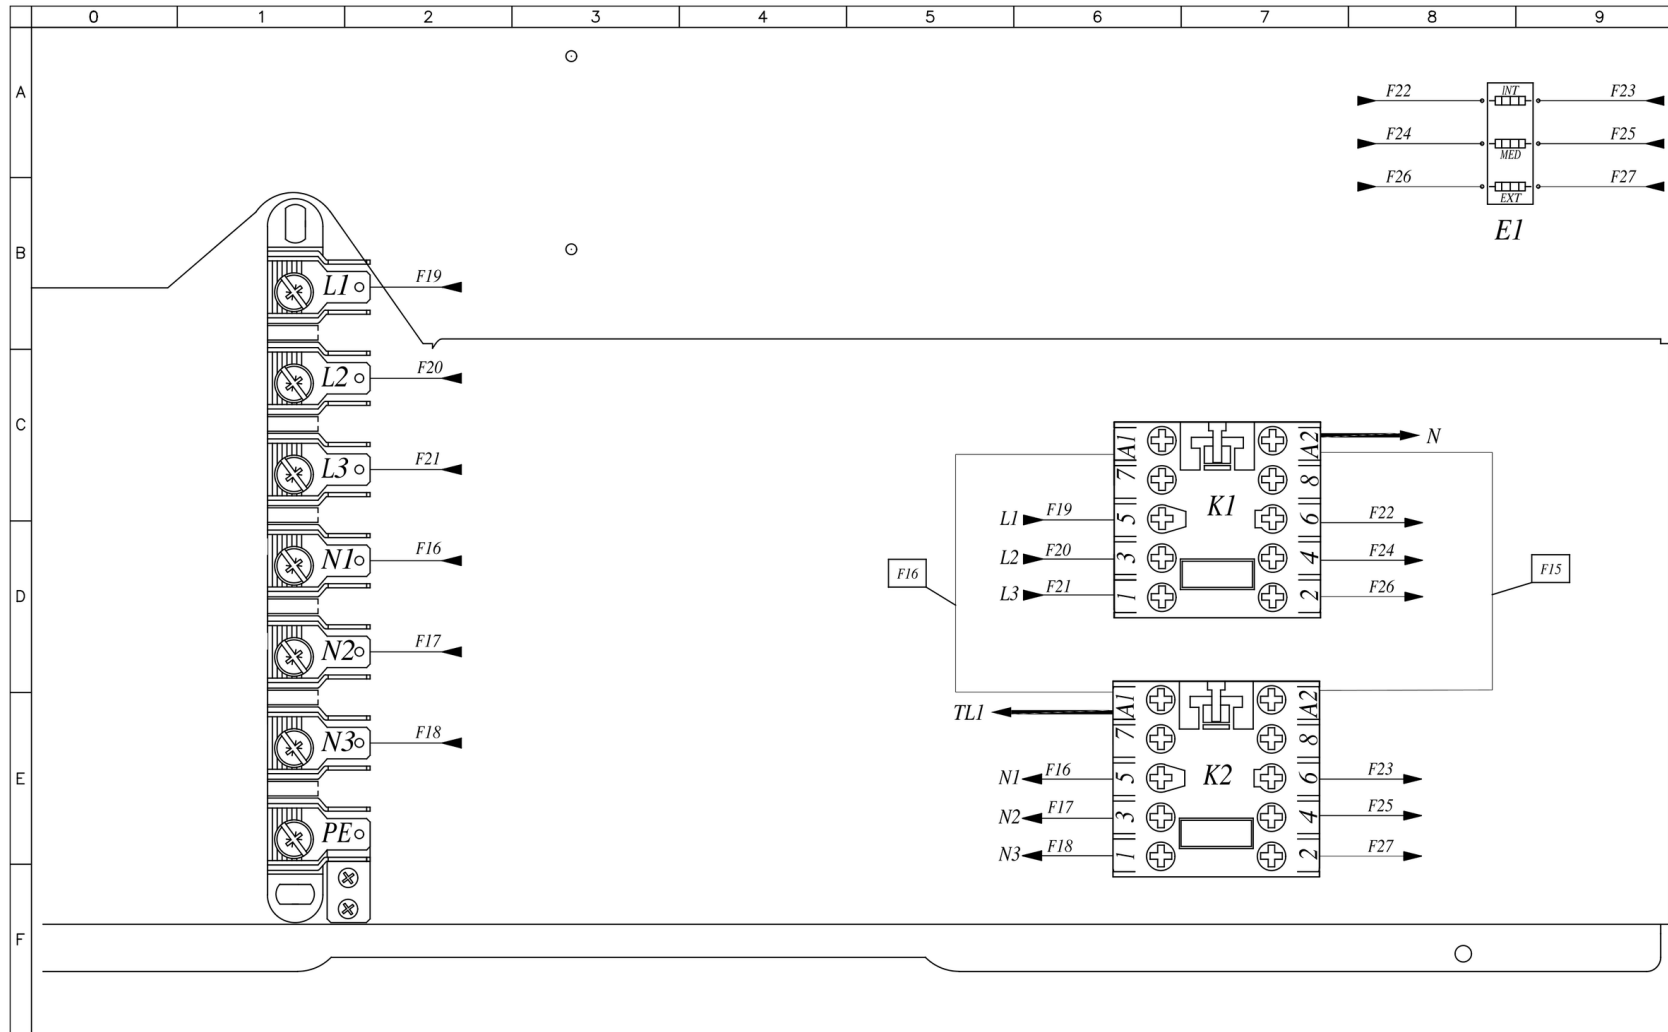 0 1 2 3 4 5 6 7 8 9
A
F22 INT F23
F24 F25
MED
F26 F27
EXT
E1
B
L1 F19
L2 F20
C
A1 A2 N
L3 F21
7 8
K1
L1 F19 5 6 F22
N1 F16
L2 F20 3 4 F24
F16 F15
D
L3 F21 1 2 F26
N2 F17
A1 A2
TL1
N3 F18
7 8
K2
E
N1 F16 5 6 F23
N2 F17 3 4 F25
PE
N3 F18 1 2 F27
F